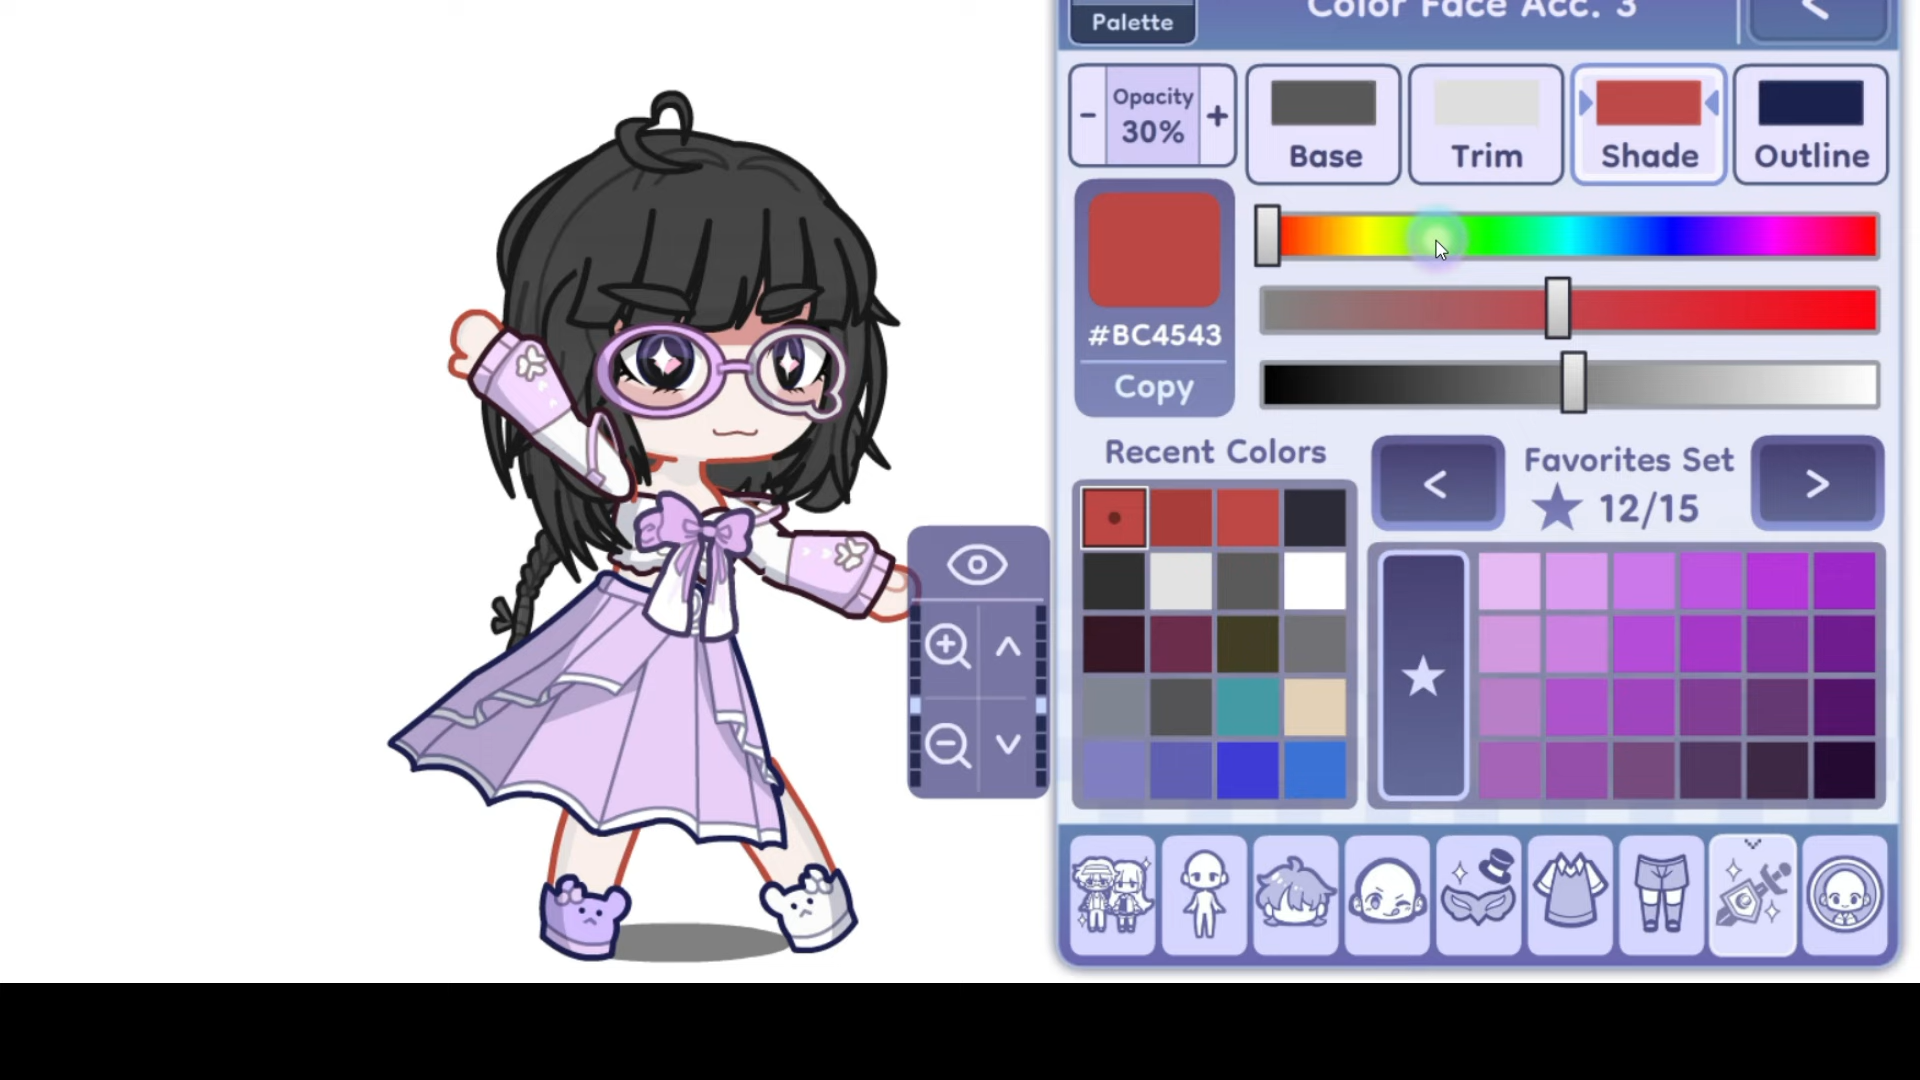 Palette
Color Face Acc. 3
<
Opacity
- 30% +
Base
Trim
Shade
Outline
#BC4543
Copy
Recent Colors
<
Favorites Set
12/15
>